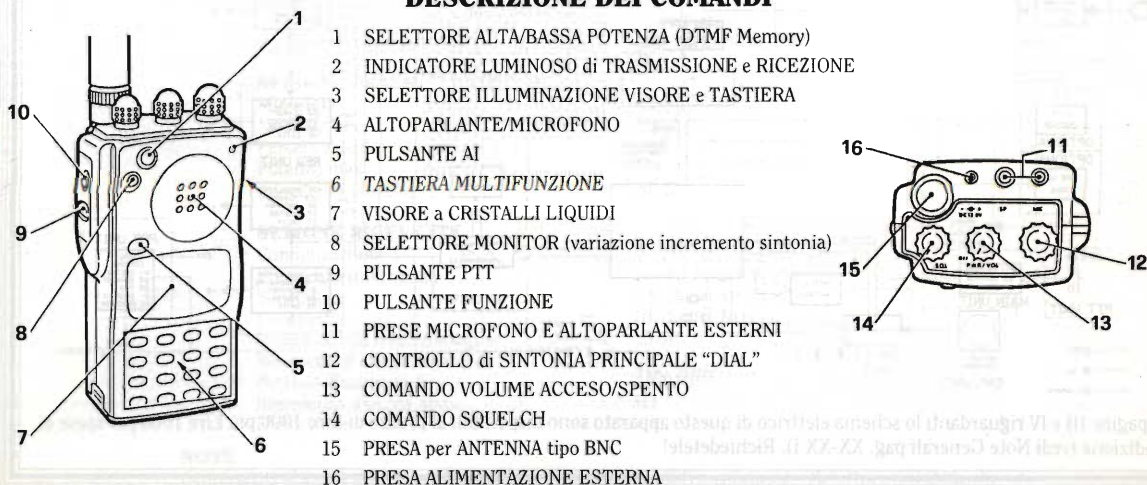 DESCRIZIONE DEI COMANDI
1 SELETTORE ALTA/BASSA POTENZA (DTMF Memory)
2 INDICATORE LUMINOSO di TRASMISSIONE e RICEZIONE
3 SELETTORE ILLUMINAZIONE VISORE e TASTIERA
4 ALTOPARLANTE/MICROFONO
5 PULSANTE AI
6 TASTIERA MULTIFUNZIONE
7 VISORE a CRISTALLI LIQUIDI
8 SELETTORE MONITOR (variazione incremento sintonia)
9 PULSANTE PTT
10 PULSANTE FUNZIONE
11 PRESE MICROFONO E ALTOPARLANTE ESTERNI
12 CONTROLLO di SINTONIA PRINCIPALE “DIAL”
13 COMANDO VOLUME ACCESO/SPENTO
14 COMANDO SQUELCH
15 PRESA per ANTENNA tipo BNC
16 PRESA ALIMENTAZIONE ESTERNA
1
2
3
4
5
6
7
8
9
10
16
11
15
12
14
13
SP
MIC
PWR/VOL
SQL